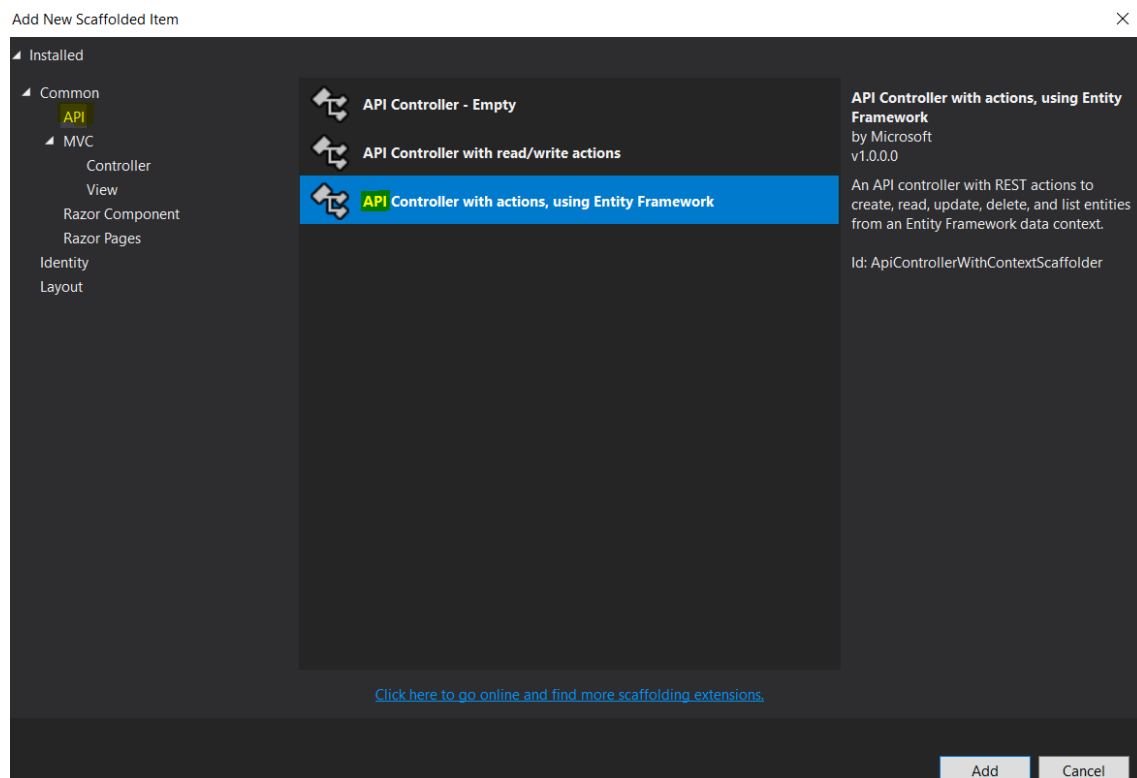 Add New Scaffolded Item
Installed
Common
API
MVC
Controller
View
Razor Component
Razor Pages
Identity
Layout
API Controller - Empty
API Controller with read/write actions
API Controller with actions, using Entity Framework
Click here to go online and find more scaffolding extensions.
API Controller with actions, using Entity
Framework
by Microsoft
v1.0.0.0
An API controller with REST actions to
create, read, update, delete, and list entities
from an Entity Framework data context.
Id: ApiControllerWithContextScaffolder
Add
Cancel